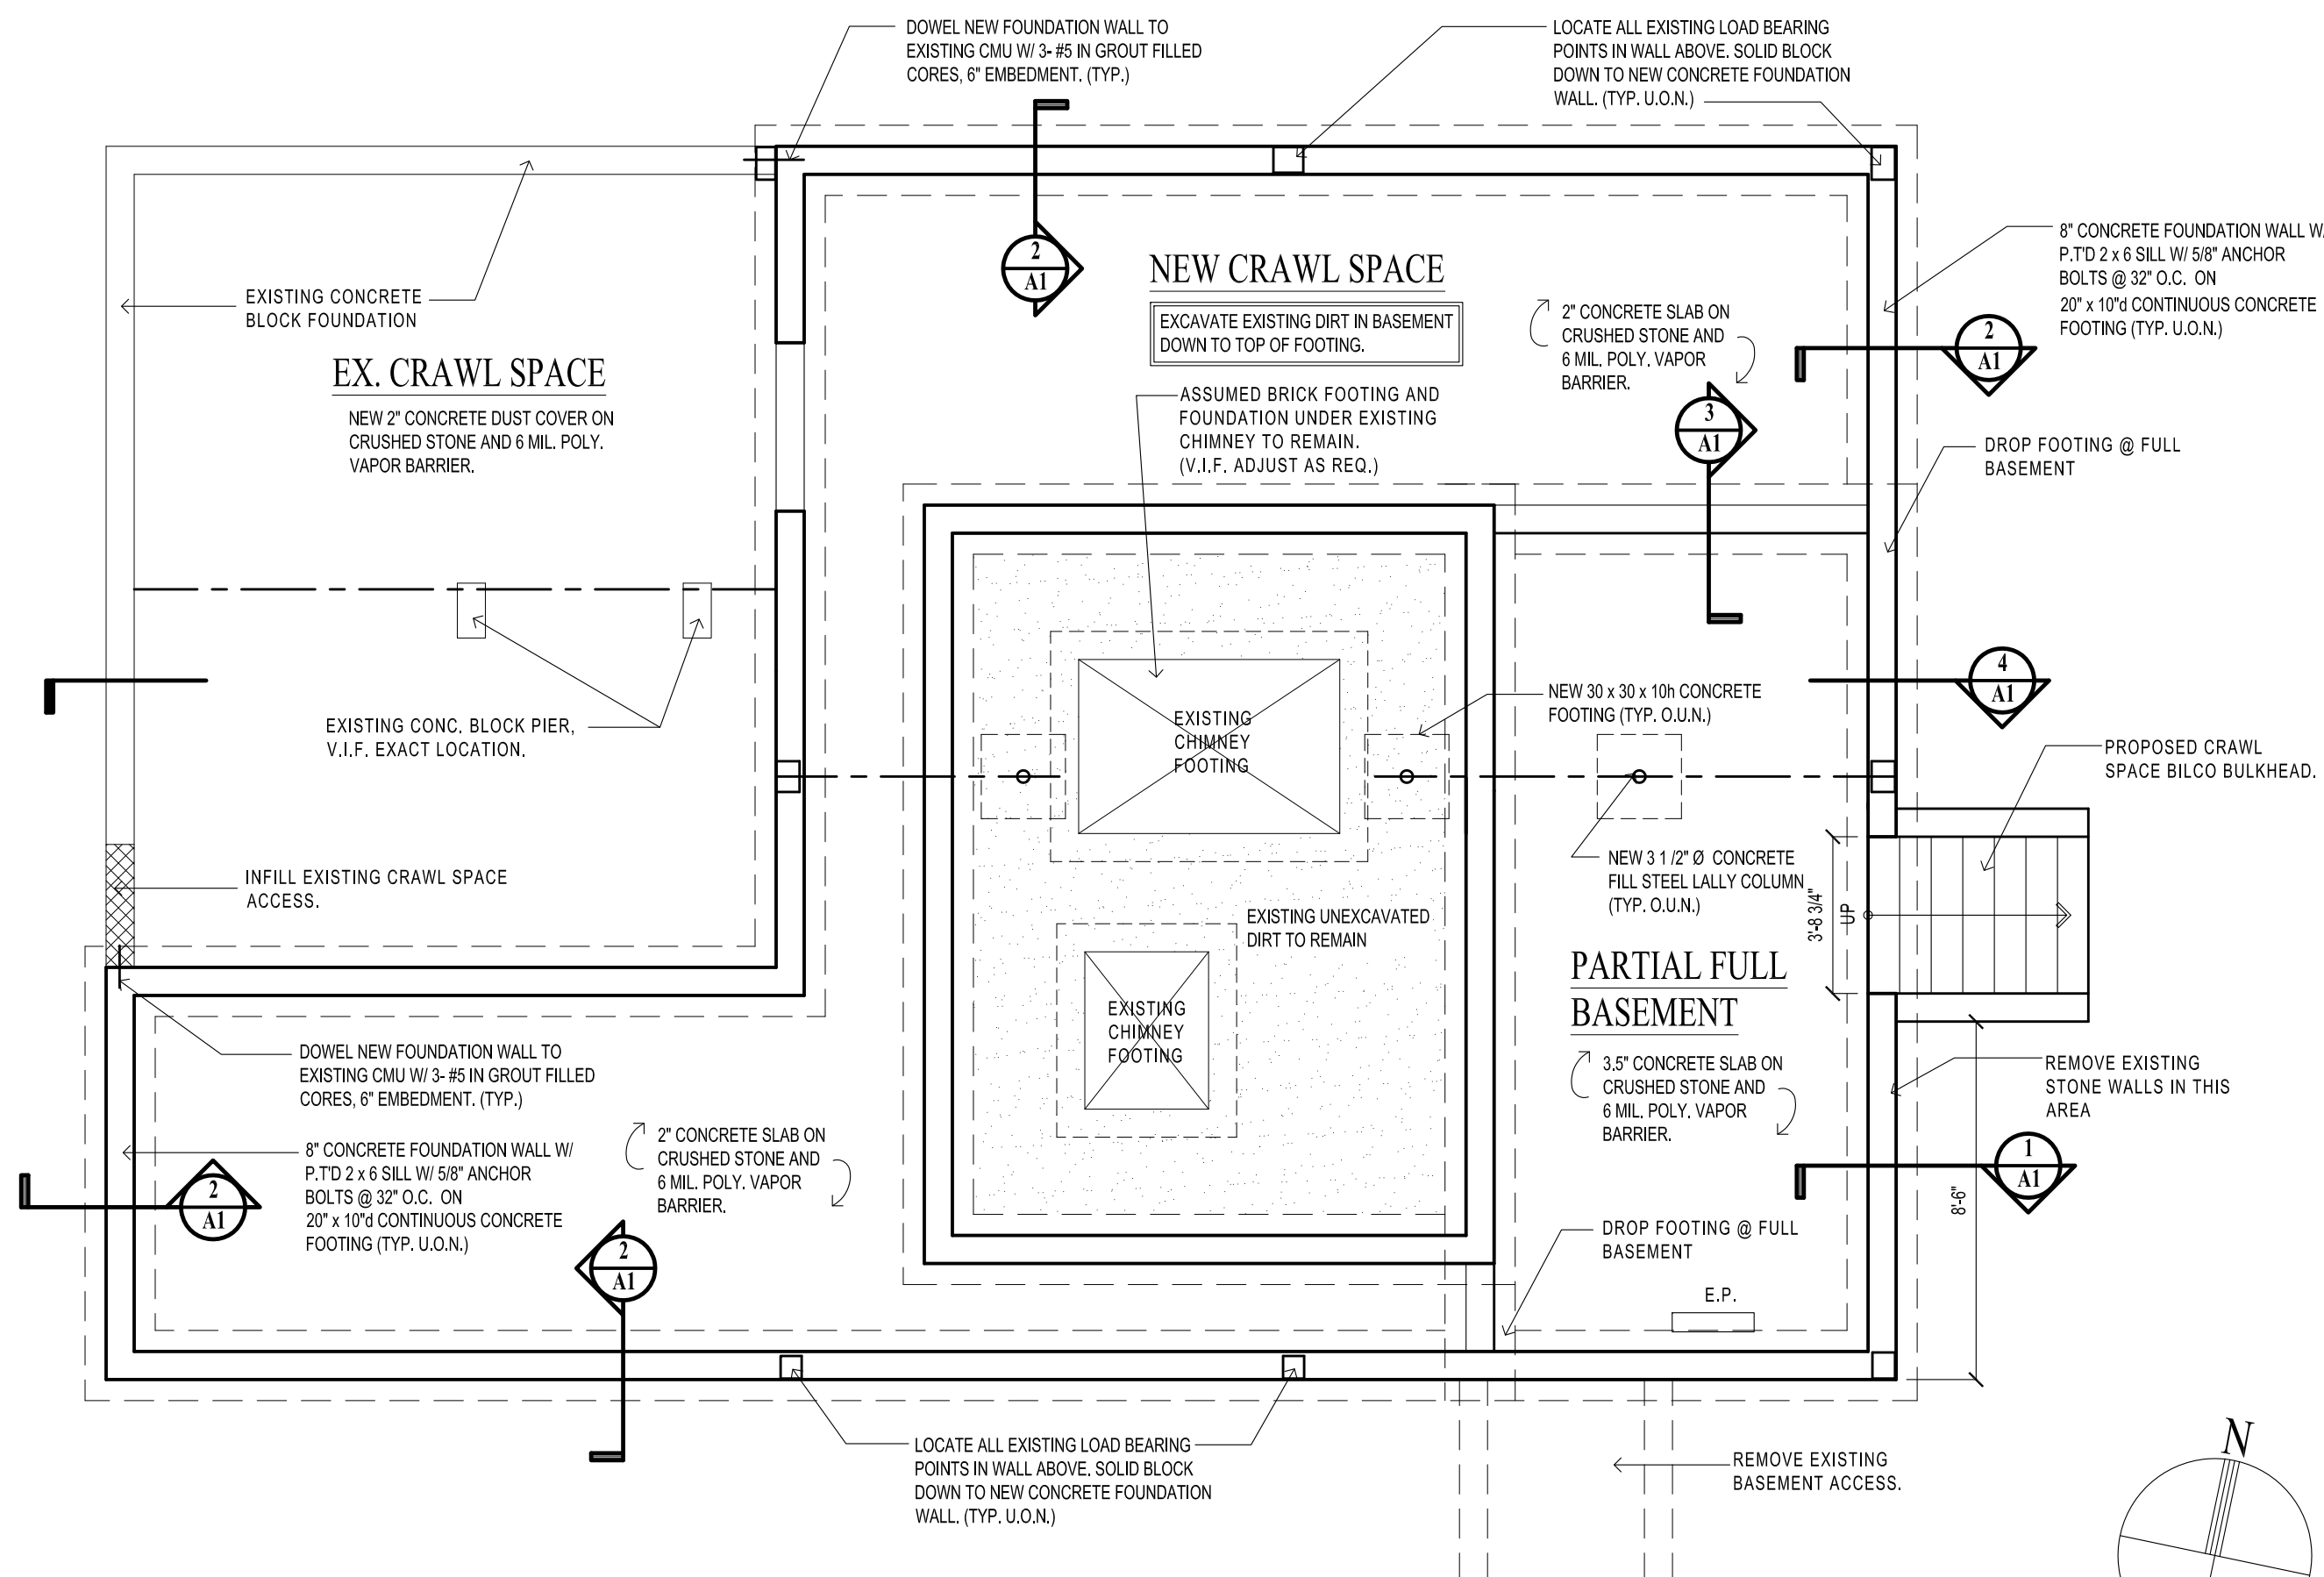 DOWEL NEW FOUNDATION WALL TO
EXISTING CMU W/ 3- #5 IN GROUT FILLED
CORES, 6" EMBEDMENT. (TYP.)
LOCATE ALL EXISTING LOAD BEARING
POINTS IN WALL ABOVE. SOLID BLOCK
DOWN TO NEW CONCRETE FOUNDATION
WALL. (TYP. U.O.N.)
2
A1
NEW CRAWL SPACE
EXCAVATE EXISTING DIRT IN BASEMENT
DOWN TO TOP OF FOOTING.
2" CONCRETE SLAB ON
CRUSHED STONE AND
6 MIL. POLY. VAPOR
BARRIER.
8" CONCRETE FOUNDATION WALL W/
P.T'D 2 x 6 SILL W/ 5/8" ANCHOR
BOLTS @ 32" O.C. ON
20" x 10"d CONTINUOUS CONCRETE
FOOTING (TYP. U.O.N.)
2
A1
EXISTING CONCRETE
BLOCK FOUNDATION
EX. CRAWL SPACE
NEW 2" CONCRETE DUST COVER ON
CRUSHED STONE AND 6 MIL. POLY.
VAPOR BARRIER.
ASSUMED BRICK FOOTING AND
FOUNDATION UNDER EXISTING
CHIMNEY TO REMAIN.
(V.I.F. ADJUST AS REQ.)
3
A1
DROP FOOTING @ FULL
BASEMENT
4
A1
EXISTING CONC. BLOCK PIER,
V.I.F. EXACT LOCATION.
EXISTING
CHIMNEY
FOOTING
NEW 30 x 30 x 10h CONCRETE
FOOTING (TYP. O.U.N.)
PROPOSED CRAWL
SPACE BILCO BULKHEAD.
INFILL EXISTING CRAWL SPACE
ACCESS.
NEW 3 1/2" Ø CONCRETE
FILL STEEL LALLY COLUMN
(TYP. O.U.N.)
3'-8 3/4"
UP
EXISTING UNEXCAVATED
DIRT TO REMAIN
PARTIAL FULL
BASEMENT
EXISTING
CHIMNEY
FOOTING
3.5" CONCRETE SLAB ON
CRUSHED STONE AND
6 MIL. POLY. VAPOR
BARRIER.
REMOVE EXISTING
STONE WALLS IN THIS
AREA
DOWEL NEW FOUNDATION WALL TO
EXISTING CMU W/ 3- #5 IN GROUT FILLED
CORES, 6" EMBEDMENT. (TYP.)
8" CONCRETE FOUNDATION WALL W/
P.T'D 2 x 6 SILL W/ 5/8" ANCHOR
BOLTS @ 32" O.C. ON
20" x 10"d CONTINUOUS CONCRETE
FOOTING (TYP. U.O.N.)
2
A1
2" CONCRETE SLAB ON
CRUSHED STONE AND
6 MIL. POLY. VAPOR
BARRIER.
2
A1
1
A1
8'-6"
DROP FOOTING @ FULL
BASEMENT
E.P.
LOCATE ALL EXISTING LOAD BEARING
POINTS IN WALL ABOVE. SOLID BLOCK
DOWN TO NEW CONCRETE FOUNDATION
WALL. (TYP. U.O.N.)
REMOVE EXISTING
BASEMENT ACCESS.
N